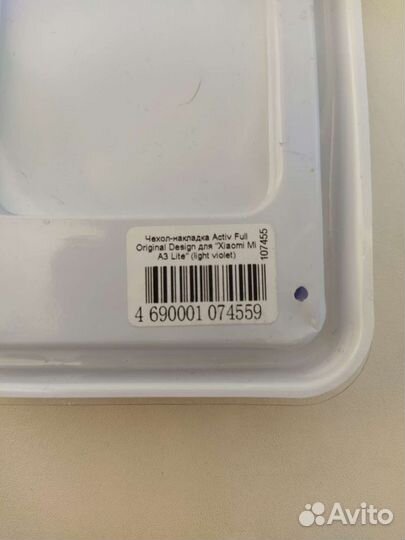 Чехол-накладка Activ Full
Original Design для "Xiaomi Mi
A3 Lite" (light violet)
107455
4 690001 074559
Avito